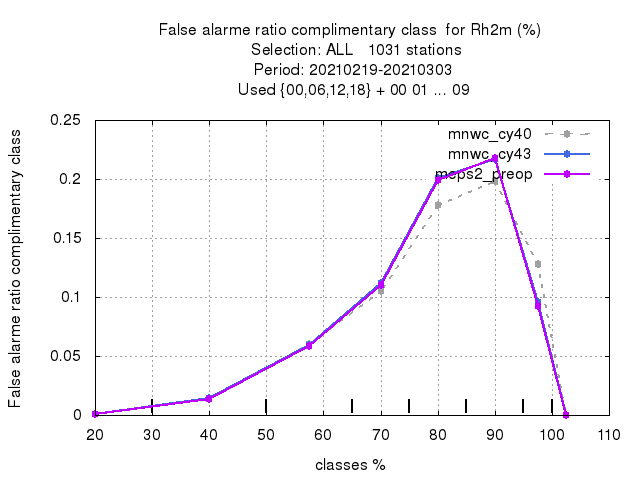 False alarme ratio complimentary class  for Rh2m (%)
Selection: ALL   1031 stations
Period: 20210219-20210303
Used {00,06,12,18} + 00 01 ... 09
False alarme ratio complimentary class
0.25
0.2
0.15
0.1
0.05
0
mnwc_cy40
mnwc_cy43
meps2_preop
20 30 40 50 60 70 80 90 100 110
classes %